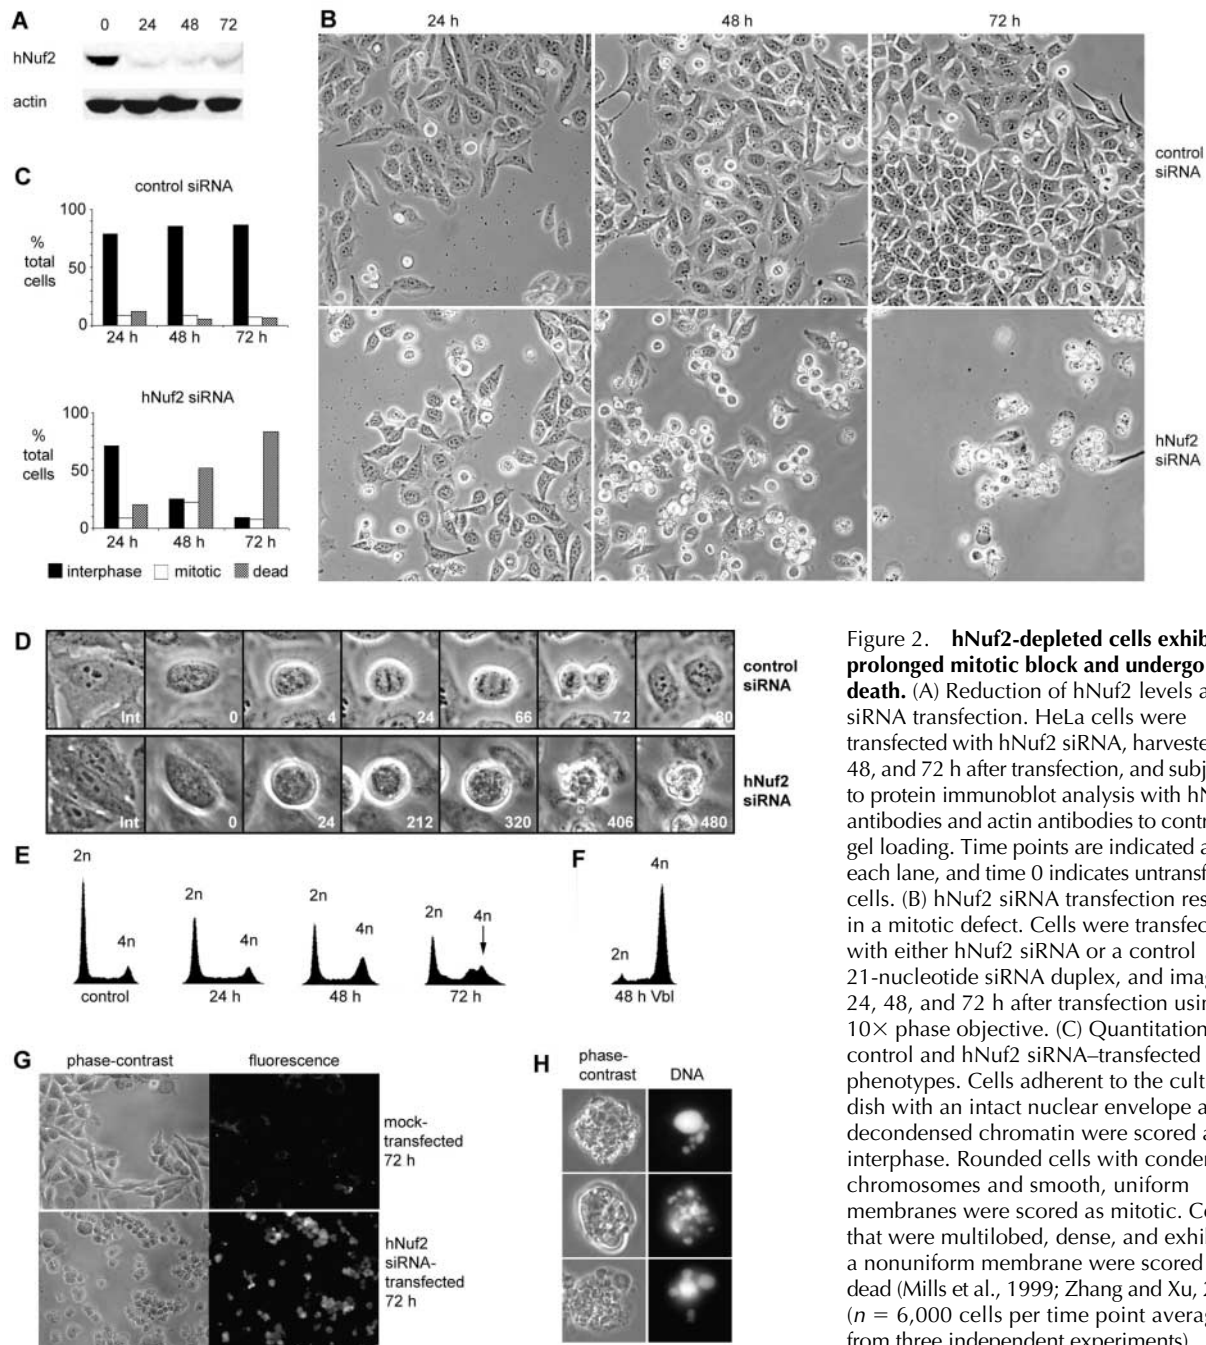 A
0 24 48 72
hNuf2
actin
B
24 h 48 h 72 h
control
siRNA
hNuf2
siRNA
C
control siRNA
100
%
total
cells
50
0
24 h 48 h 72 h
hNuf2 siRNA
100
%
total
cells
50
0
24 h 48 h 72 h
interphase mitotic dead
D
Int 0 4 24 66 72 80
control
siRNA
Int 0 24 212 320 406 480
hNuf2
siRNA
E
2n 4n
control
2n 4n
24 h
2n 4n
48 h
2n 4n
72 h
F
2n 4n
48 h Vbl
G
phase-contrast fluorescence
mock-
transfected
72 h
hNuf2
siRNA-
transfected
72 h
H
phase-
contrast
DNA
Figure 2. hNuf2-depleted cells exhib
prolonged mitotic block and undergo
death. (A) Reduction of hNuf2 levels a
siRNA transfection. HeLa cells were
transfected with hNuf2 siRNA, harveste
48, and 72 h after transfection, and subj
to protein immunoblot analysis with hN
antibodies and actin antibodies to contr
gel loading. Time points are indicated a
each lane, and time 0 indicates untransf
cells. (B) hNuf2 siRNA transfection res
in a mitotic defect. Cells were transfec
with either hNuf2 siRNA or a control
21-nucleotide siRNA duplex, and imag
24, 48, and 72 h after transfection usin
10× phase objective. (C) Quantitation
control and hNuf2 siRNA–transfected
phenotypes. Cells adherent to the cult
dish with an intact nuclear envelope a
decondensed chromatin were scored a
interphase. Rounded cells with conden
chromosomes and smooth, uniform
membranes were scored as mitotic. Ce
that were multilobed, dense, and exhib
a nonuniform membrane were scored
dead (Mills et al., 1999; Zhang and Xu, 2
(n = 6,000 cells per time point averag
from three independent experiments)